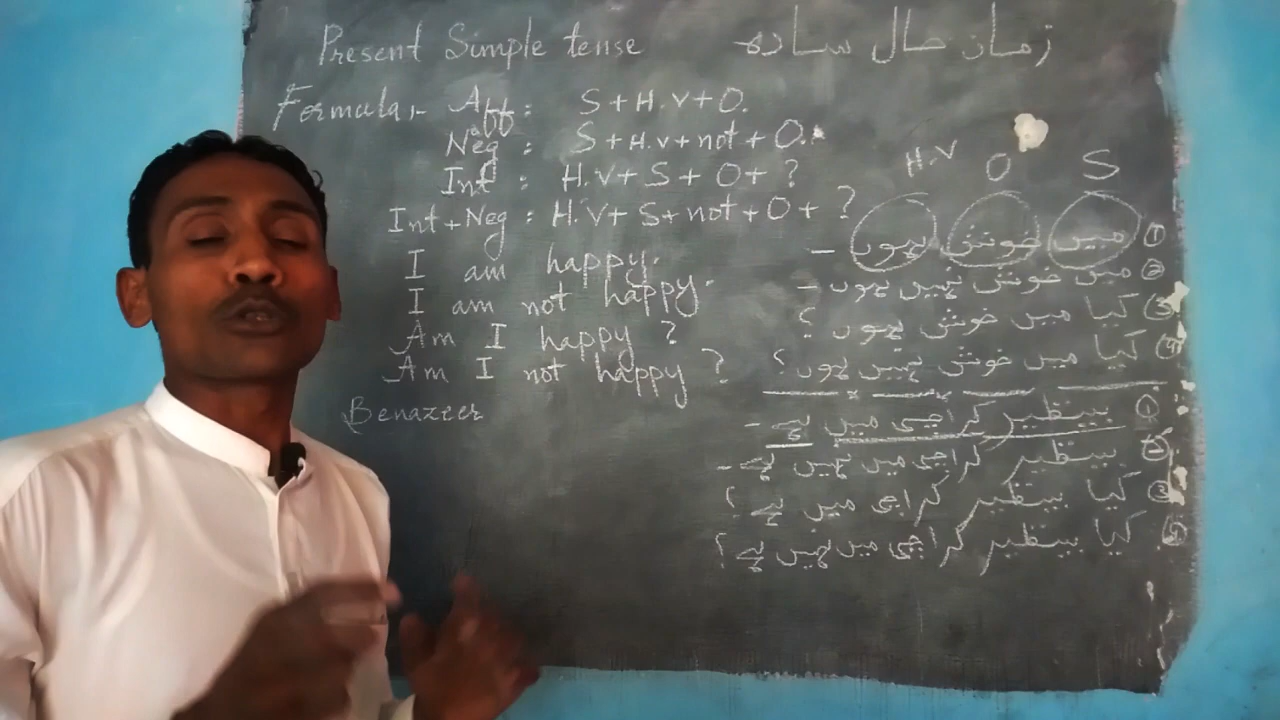 Present Simple tense زمان حال ساده
Formula:- Aff: S + H.V + O.
Neg: S + H.v + not + O.
Int: H.V + S + O + ?
Int + Neg: H.V + S + not + O + ?
I am happy.
I am not happy.
Am I happy ?
Am I not happy ?
Benazeer
H.V O S
① میں خوش ہوں -
② میں خوش نہیں ہوں -
③ کیا میں خوش ہوں ؟
④ کیا میں خوش نہیں ہوں ؟
① بینظیر کراچی میں ہے -
② بینظیر کراچی میں نہیں ہے -
③ کیا بینظیر کراچی میں ہے ؟
④ کیا بینظیر کراچی میں نہیں ہے ؟